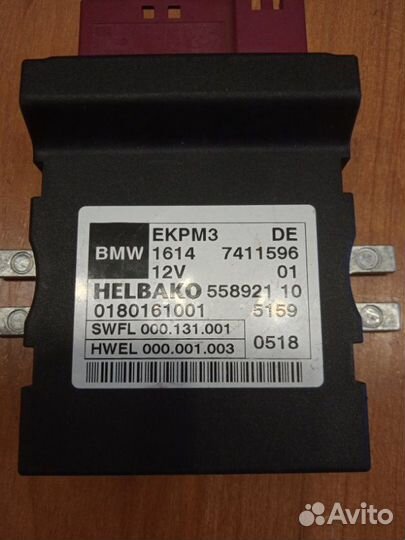 EKPM3 DE
BMW 1614 7411596
12V 01
HELBAKO 558921 10
0180161001 5159
SWFL 000.131.001
HWEL 000.001.003 0518
Avito